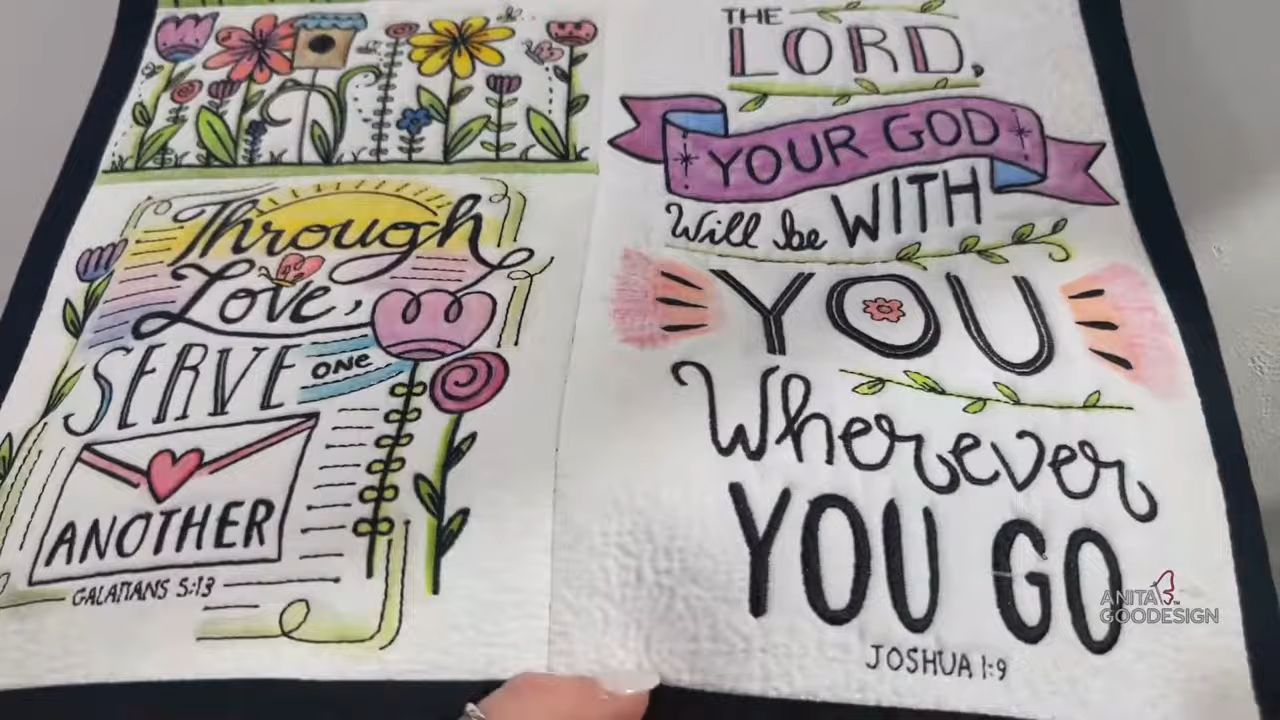 Through
Love,
SERVE ONE
ANOTHER
GALATIANS 5:13
THE
LORD,
YOUR GOD
Will be WITH
YOU
Wherever
YOU GO
JOSHUA 1:9
ANITA
GOODESIGN